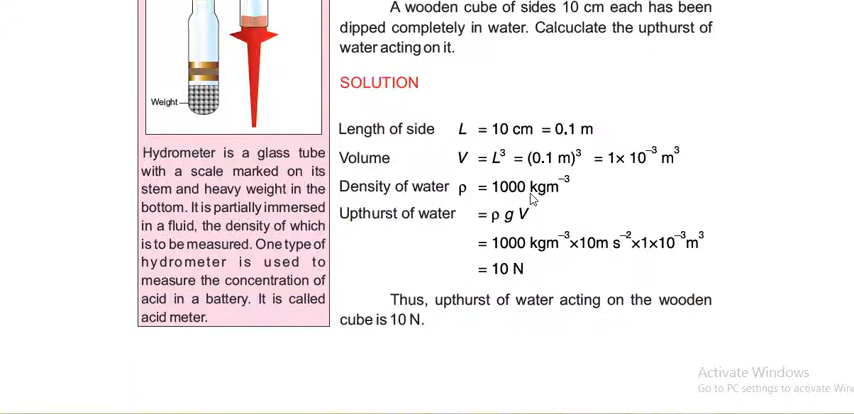 A wooden cube of sides 10 cm each has been
dipped completely in water. Calcuclate the upthurst of
water acting on it.
SOLUTION
Length of side L = 10 cm = 0.1 m
Volume V = L³ = (0.1 m)³ = 1× 10⁻³ m³
Density of water ρ = 1000 kgm⁻³
Upthurst of water = ρ g V
= 1000 kgm⁻³×10m s⁻²×1×10⁻³m³
= 10 N
Thus, upthurst of water acting on the wooden
cube is 10 N.
Weight
Hydrometer is a glass tube
with a scale marked on its
stem and heavy weight in the
bottom. It is partially immersed
in a fluid, the density of which
is to be measured. One type of
hydrometer is used to
measure the concentration of
acid in a battery. It is called
acid meter.
Activate Windows
Go to PC settings to activate Win